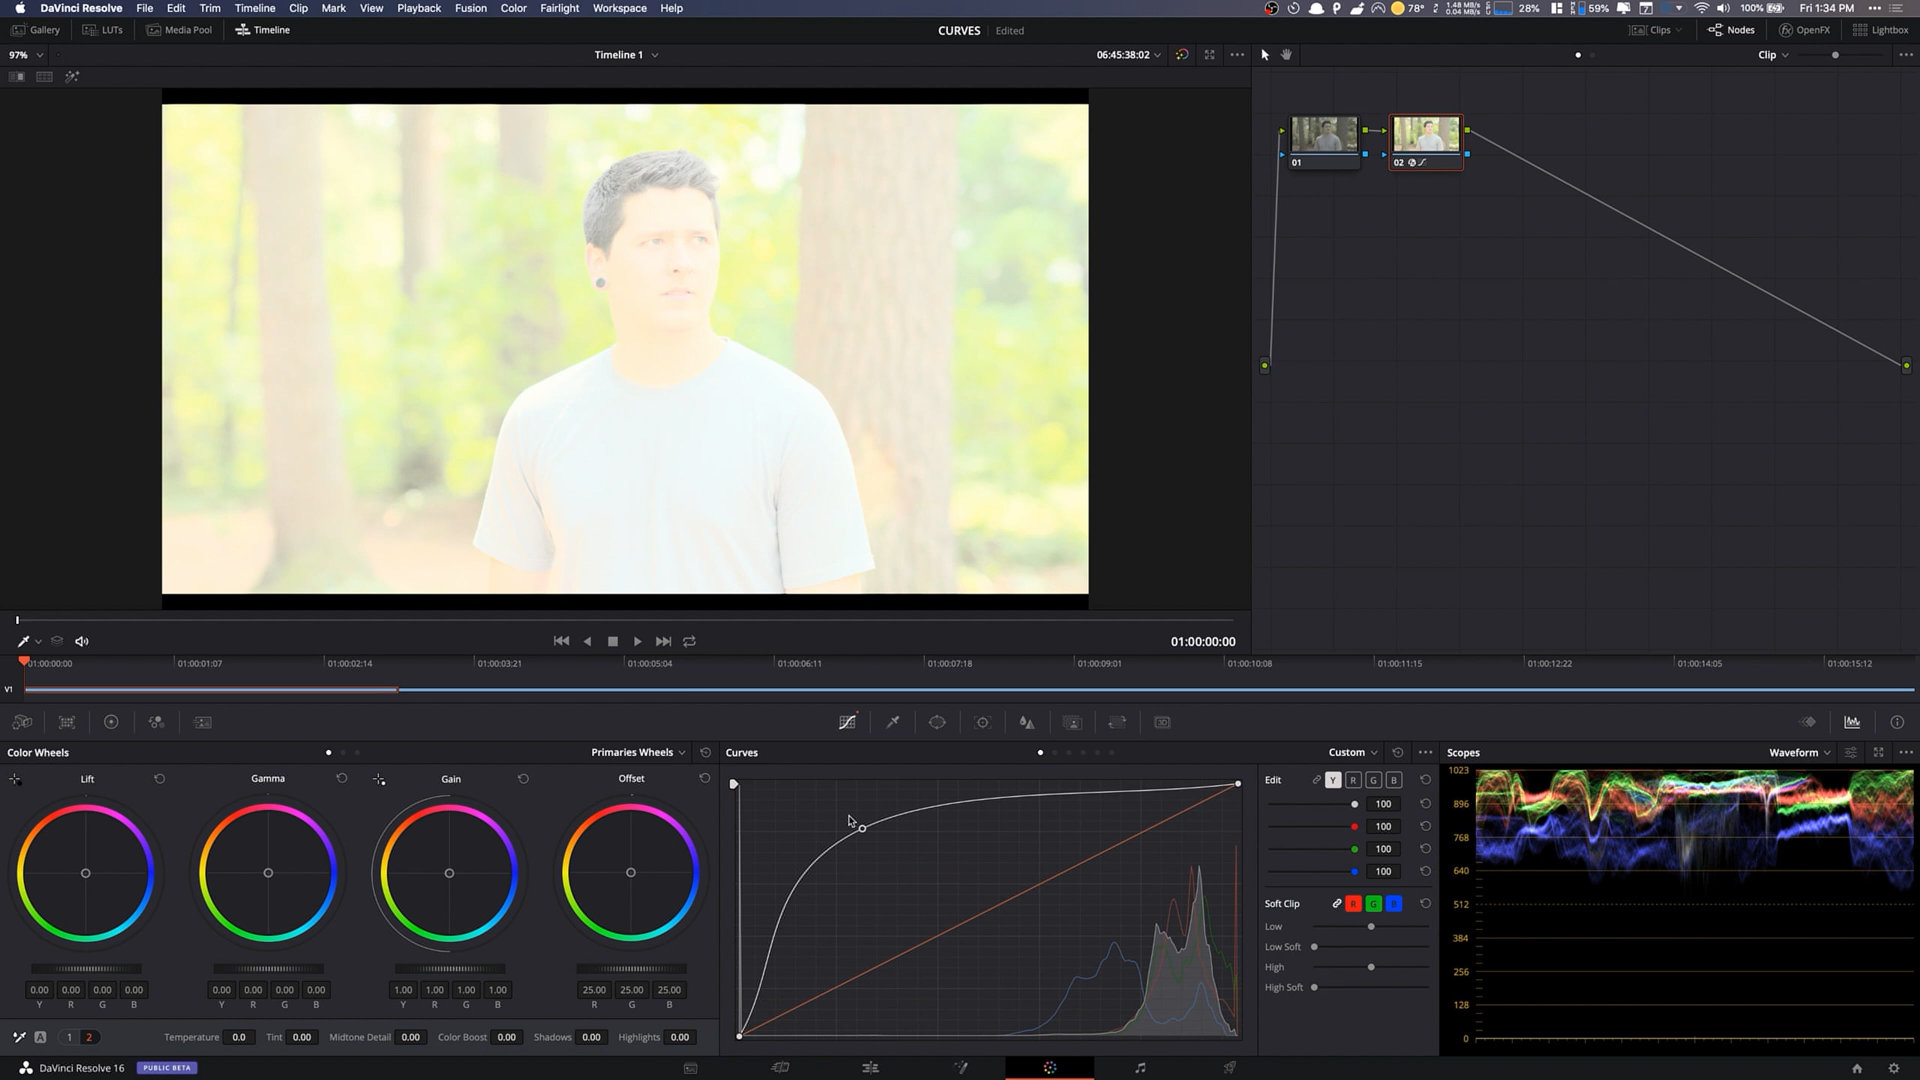 DaVinci Resolve File Edit Trim Timeline Clip Mark View Playback Fusion Color Fairlight Workspace Help 78° 1.48 MB/s 0.04 MB/s 28% 59% 7 100% Fri 1:34 PM
Gallery LUTs Media Pool Timeline CURVES Edited Clips Nodes OpenFX Lightbox
97% Timeline 1 06:45:38:02 Clip
01 02
01:00:00:00
01:00:00:00 01:00:01:07 01:00:02:14 01:00:03:21 01:00:05:04 01:00:06:11 01:00:07:18 01:00:09:01 01:00:10:08 01:00:11:15 01:00:12:22 01:00:14:05 01:00:15:12
V1
Color Wheels Primaries Wheels Curves Custom Scopes Waveform
Lift Gamma Gain Offset
Edit Y R G B
100
100
100
100
Soft Clip R G B
Low
Low Soft
High
High Soft
1023
896
768
640
512
384
256
128
0
0.00 0.00 0.00 0.00 0.00 0.00 0.00 0.00 1.00 1.00 1.00 1.00 25.00 25.00 25.00
Y R G B Y R G B Y R G B R G B
A 1 2 Temperature 0.0 Tint 0.00 Midtone Detail 0.00 Color Boost 0.00 Shadows 0.00 Highlights 0.00
DaVinci Resolve 16 PUBLIC BETA